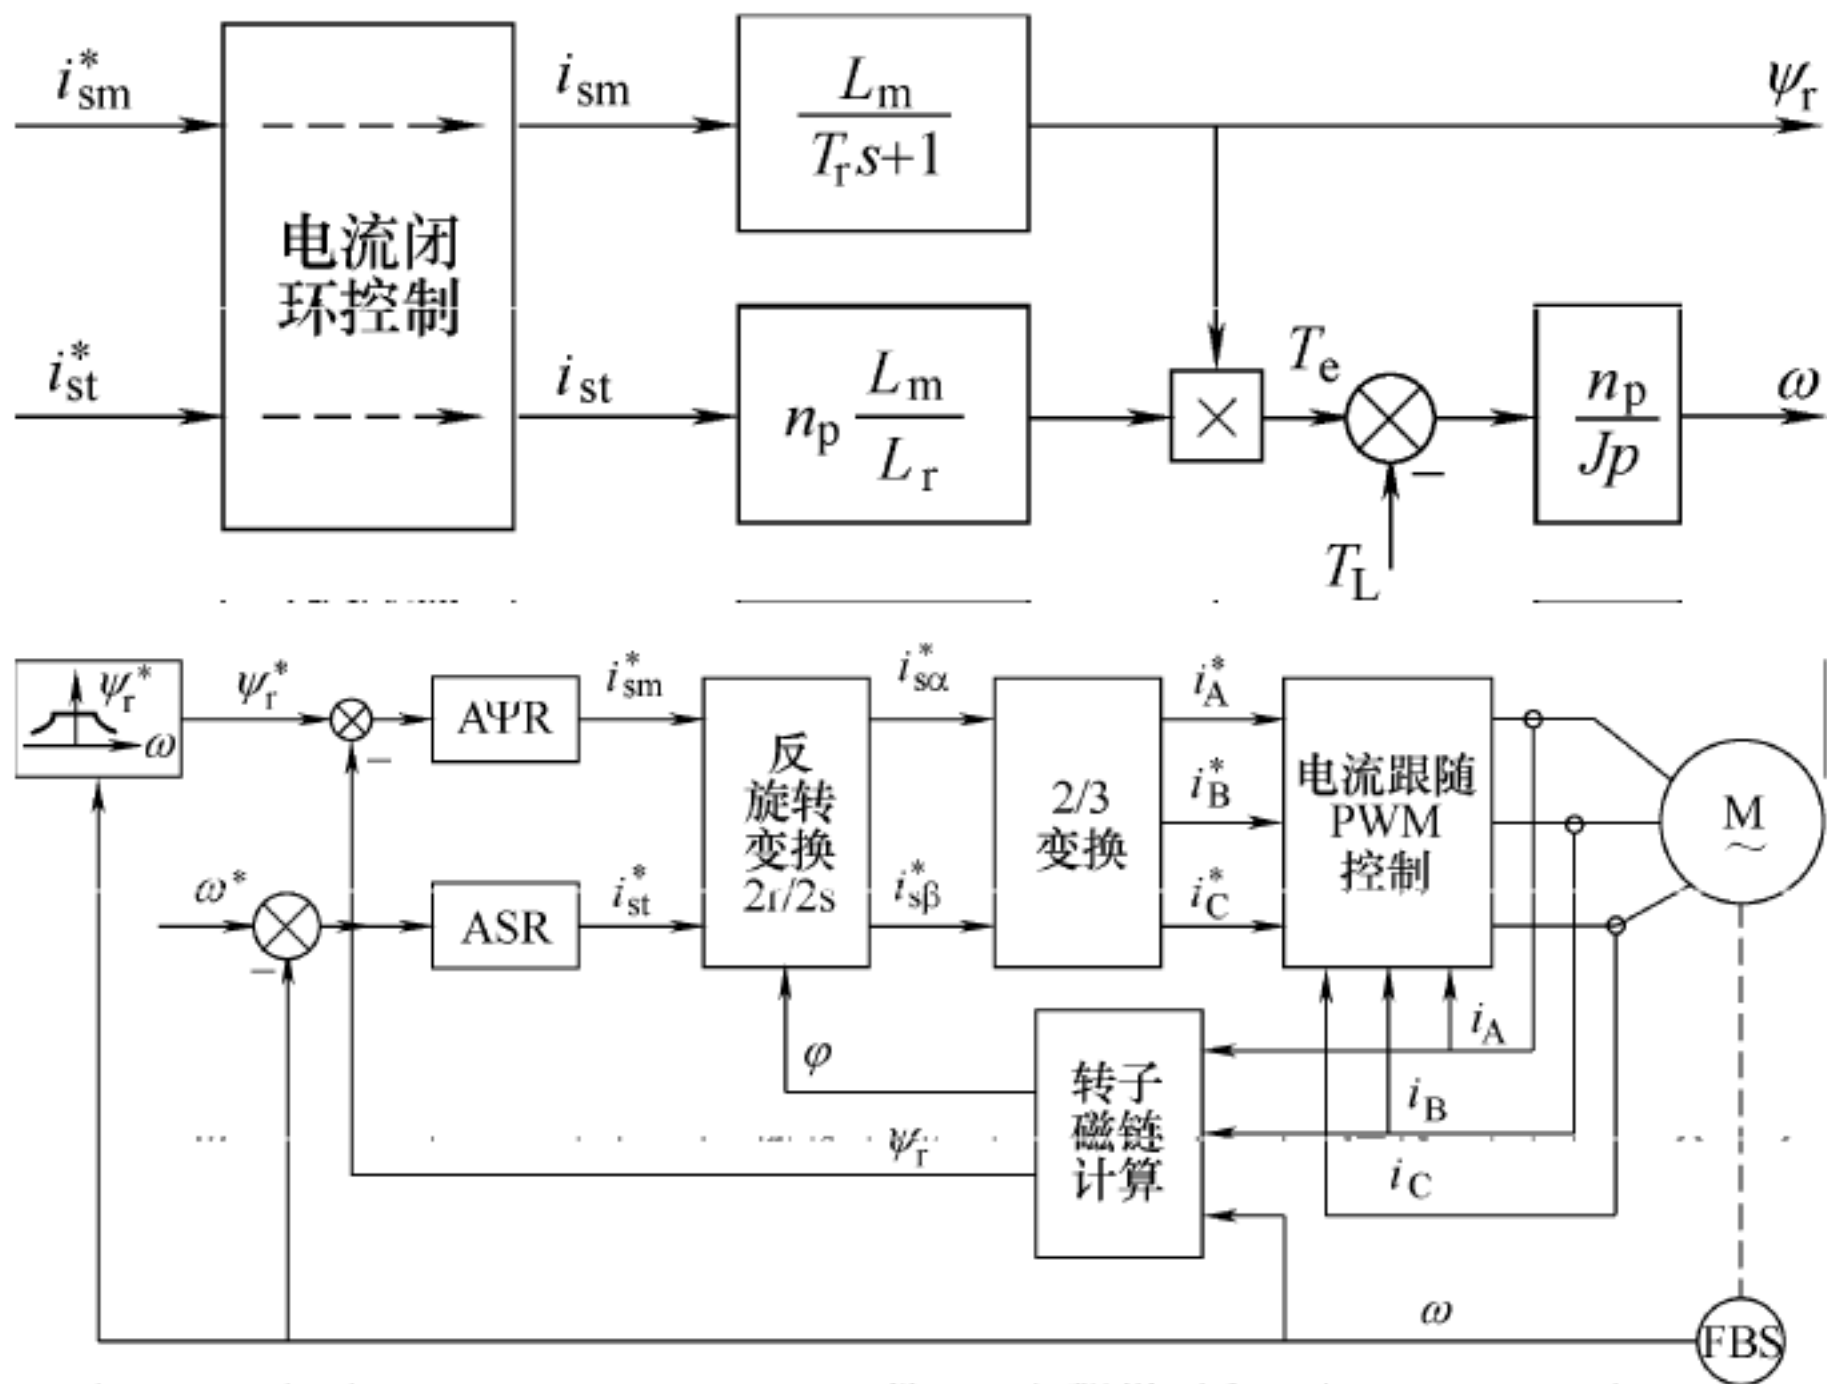 i*sm
ism
Lm
Trs+1
ψr
电流闭
环控制
i*st
ist
np Lm
Lr
×
Te
np
Jp
ω
−
TL
ψr*
ω
ψr*
−
AΨR
i*sm
反
旋转
变换
2r/2s
i*sα
2/3
变换
i*A
i*B
i*C
电流跟随
PWM
控制
M
~
ω*
−
ASR
i*st
i*sβ
φ
ψr
转子
磁链
计算
iA
iB
iC
ω
FBS